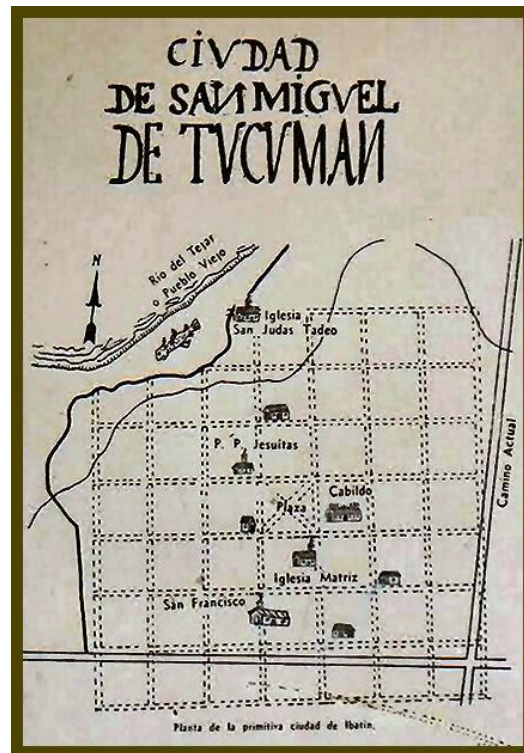 CIVDAD
DE SAN MIGVEL
DE TVCVMAN
N
Rio del Tejar
o Pueblo Viejo
Iglesia
San Judas Tadeo
P. P. Jesuitas
Cabildo
Plaza
Camino Actual
Iglesia Matriz
San Francisco
Planta de la primitiva ciudad de Ibatin.